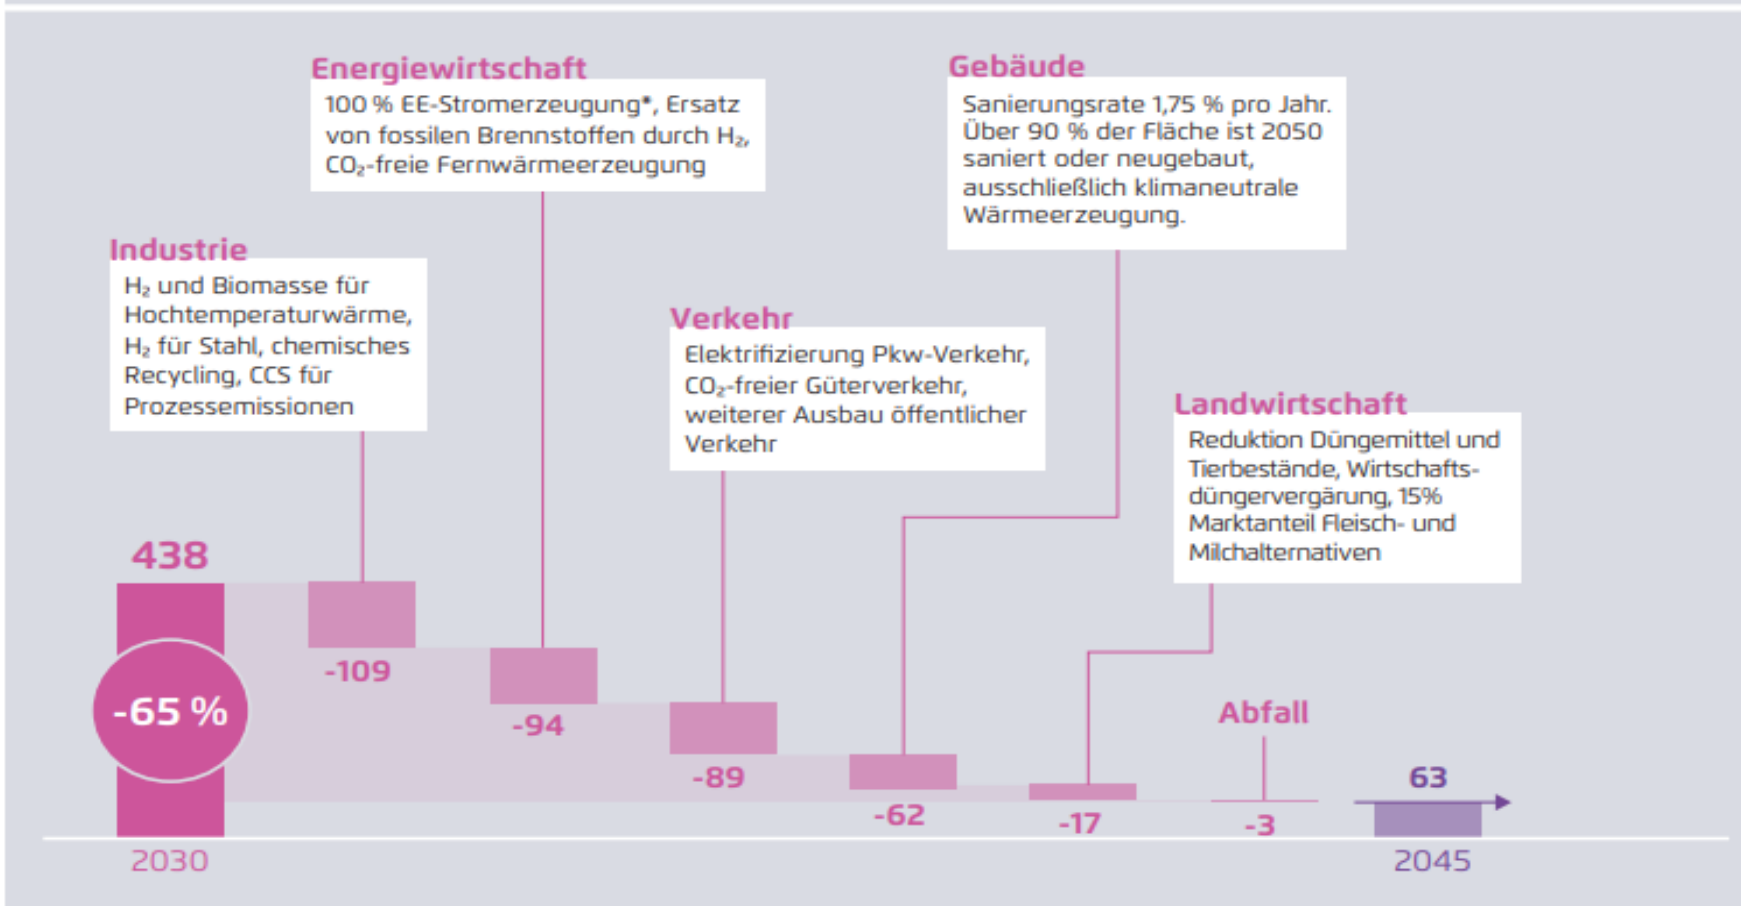 Energiewirtschaft
100 % EE-Stromerzeugung*, Ersatz
von fossilen Brennstoffen durch H₂,
CO₂-freie Fernwärmeerzeugung
Gebäude
Sanierungsrate 1,75 % pro Jahr.
Über 90 % der Fläche ist 2050
saniert oder neugebaut,
ausschließlich klimaneutrale
Wärmeerzeugung.
Industrie
H₂ und Biomasse für
Hochtemperaturwärme,
H₂ für Stahl, chemisches
Recycling, CCS für
Prozessemissionen
Verkehr
Elektrifizierung Pkw-Verkehr,
CO₂-freier Güterverkehr,
weiterer Ausbau öffentlicher
Verkehr
Landwirtschaft
Reduktion Düngemittel und
Tierbestände, Wirtschafts-
düngervergärung, 15%
Marktanteil Fleisch- und
Milchalternativen
438
-65 %
-109
-94
-89
-62
-17
Abfall
-3
63
2030
2045